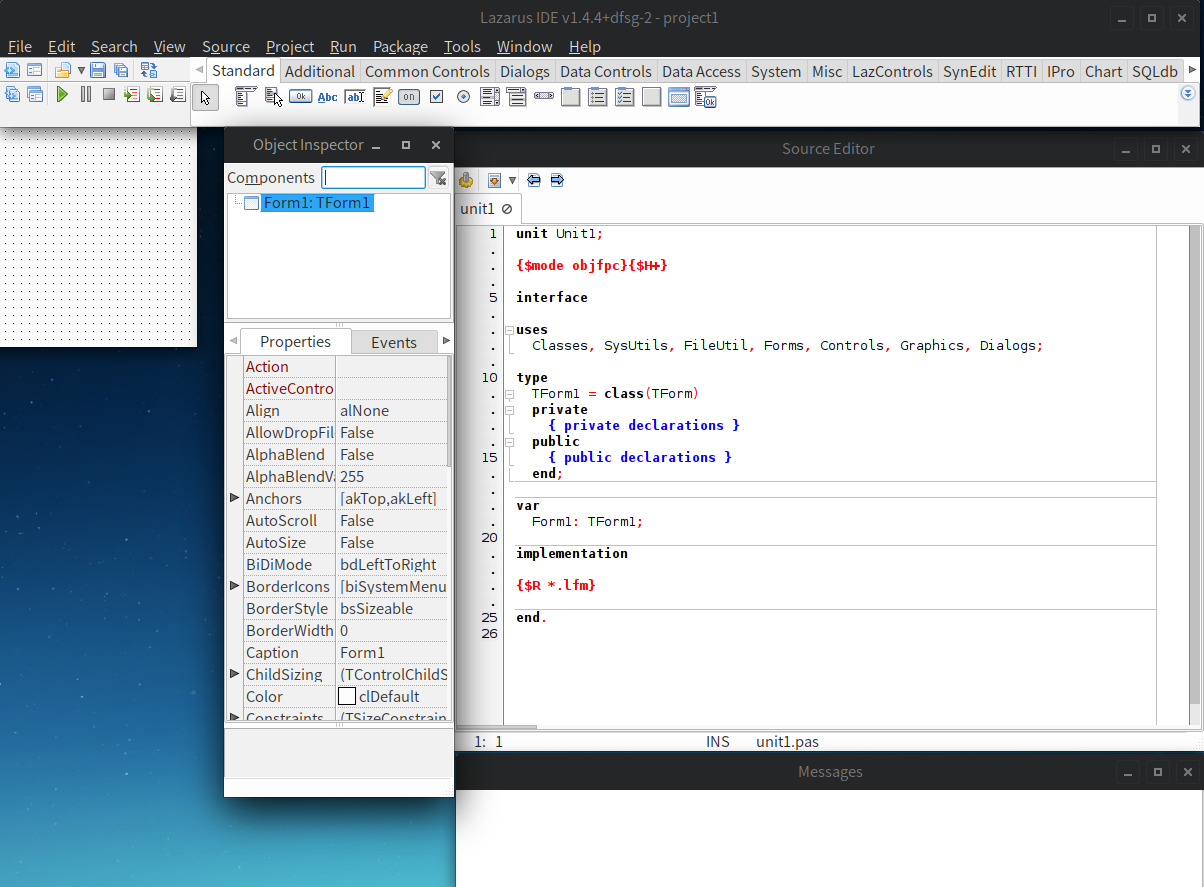 Lazarus IDE v1.4.4+dfsg-2 - project1
File Edit Search View Source Project Run Package Tools Window Help
Standard Additional Common Controls Dialogs Data Controls Data Access System Misc LazControls SynEdit RTTI IPro Chart SQLdb
Ok Abc abI on Ok
Object Inspector
Components
Form1: TForm1
Properties Events
Action
ActiveContro
Align alNone
AllowDropFil False
AlphaBlend False
AlphaBlendVa 255
Anchors [akTop,akLeft]
AutoScroll False
AutoSize False
BiDiMode bdLeftToRight
BorderIcons [biSystemMenu
BorderStyle bsSizeable
BorderWidth 0
Caption Form1
ChildSizing (TControlChildS
Color clDefault
Constraints (TSizeConstrain
Source Editor
unit1
1 unit Unit1;
.
. {$mode objfpc}{$H+}
.
5 interface
.
. uses
. Classes, SysUtils, FileUtil, Forms, Controls, Graphics, Dialogs;
.
10 type
. TForm1 = class(TForm)
. private
. { private declarations }
. public
15 { public declarations }
. end;
.
. var
. Form1: TForm1;
20
. implementation
.
. {$R *.lfm}
.
25 end.
26
1: 1 INS unit1.pas
Messages